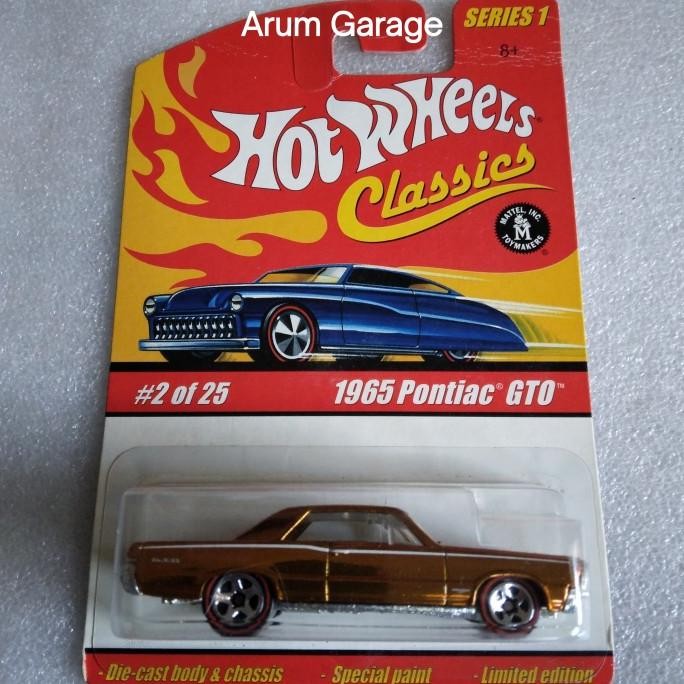 Arum Garage
SERIES 1
8+
HOT WHEELS®
Classics
MATTEL, INC.
M
TOYMAKERS
®
#2 of 25
1965 Pontiac® GTO™
- Die-cast body & chassis - Special paint - Limited edition